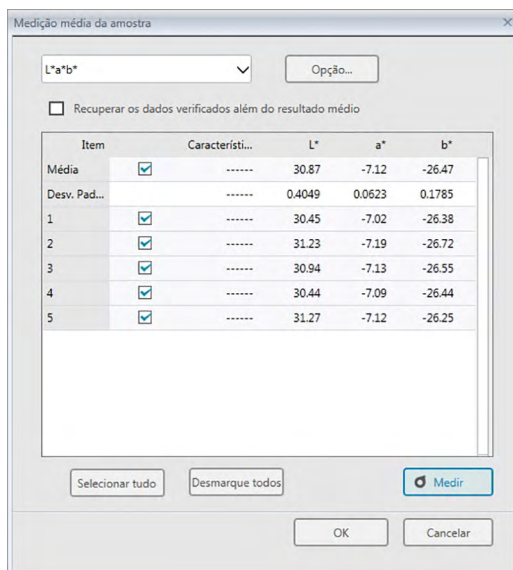 Medição média da amostra
L*a*b*
Opção...
Recuperar os dados verificados além do resultado médio
Item Característi... L* a* b*
Média ------ 30.87 -7.12 -26.47
Desv. Pad... ------ 0.4049 0.0623 0.1785
1 ------ 30.45 -7.02 -26.38
2 ------ 31.23 -7.19 -26.72
3 ------ 30.94 -7.13 -26.55
4 ------ 30.44 -7.09 -26.44
5 ------ 31.27 -7.12 -26.25
Selecionar tudo Desmarque todos Medir
OK Cancelar